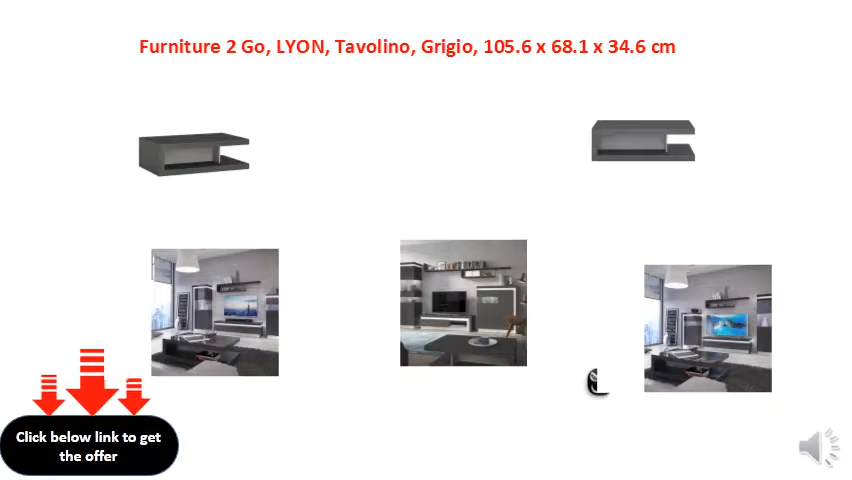 Furniture 2 Go, LYON, Tavolino, Grigio, 105.6 x 68.1 x 34.6 cm
Click below link to get
the offer